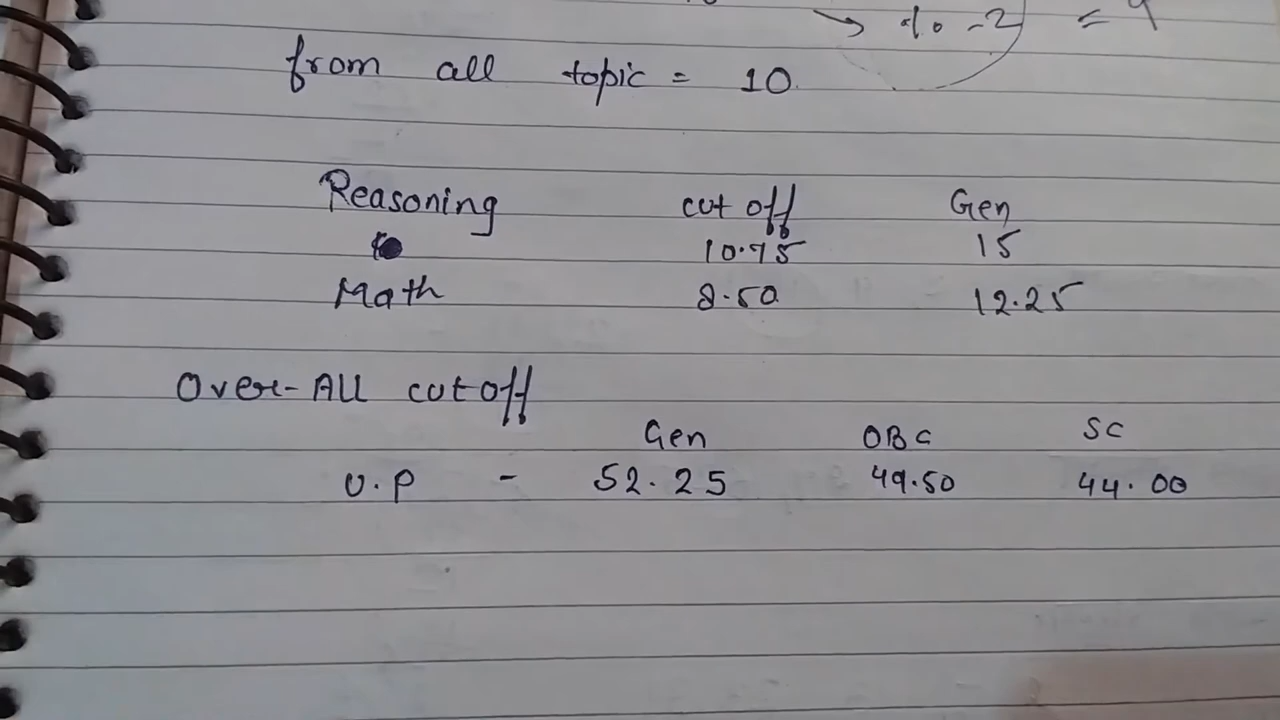 from all topic = 10
Reasoning cut off Gen
10.75 15
Math 8.50 12.25
Over-All cut off
Gen OBC SC
U.P - 52.25 49.50 44.00